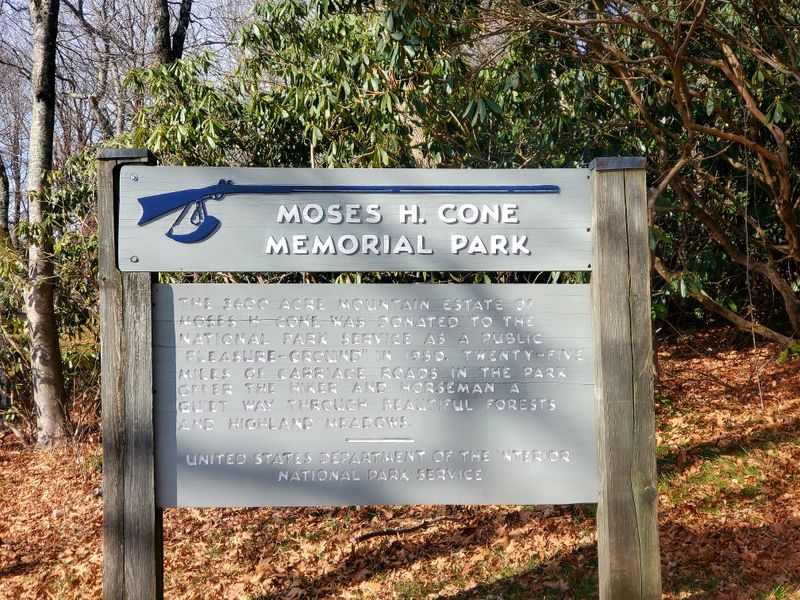 MOSES H. CONE
MEMORIAL PARK
THE 3600 ACRE MOUNTAIN ESTATE OF
MOSES H. CONE WAS DONATED TO THE
NATIONAL PARK SERVICE AS A PUBLIC
"PLEASURE-GROUND" IN 1950. TWENTY-FIVE
MILES OF CARRIAGE ROADS IN THE PARK
OFFER THE HIKER AND HORSEMAN A
QUIET WAY THROUGH BEAUTIFUL FORESTS
AND HIGHLAND MEADOWS.
UNITED STATES DEPARTMENT OF THE INTERIOR
NATIONAL PARK SERVICE